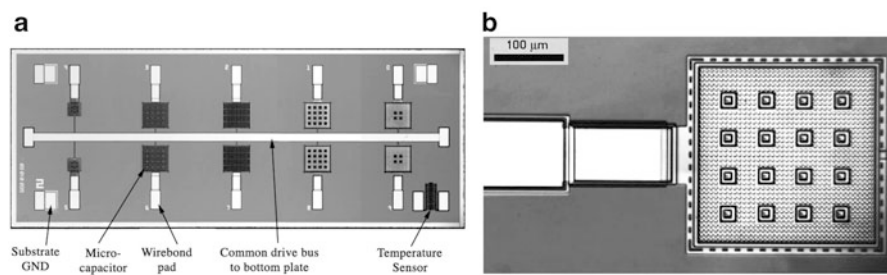 a
b
100 μm
Substrate
GND
Micro-
capacitor
Wirebond
pad
Common drive bus
to bottom plate
Temperature
Sensor